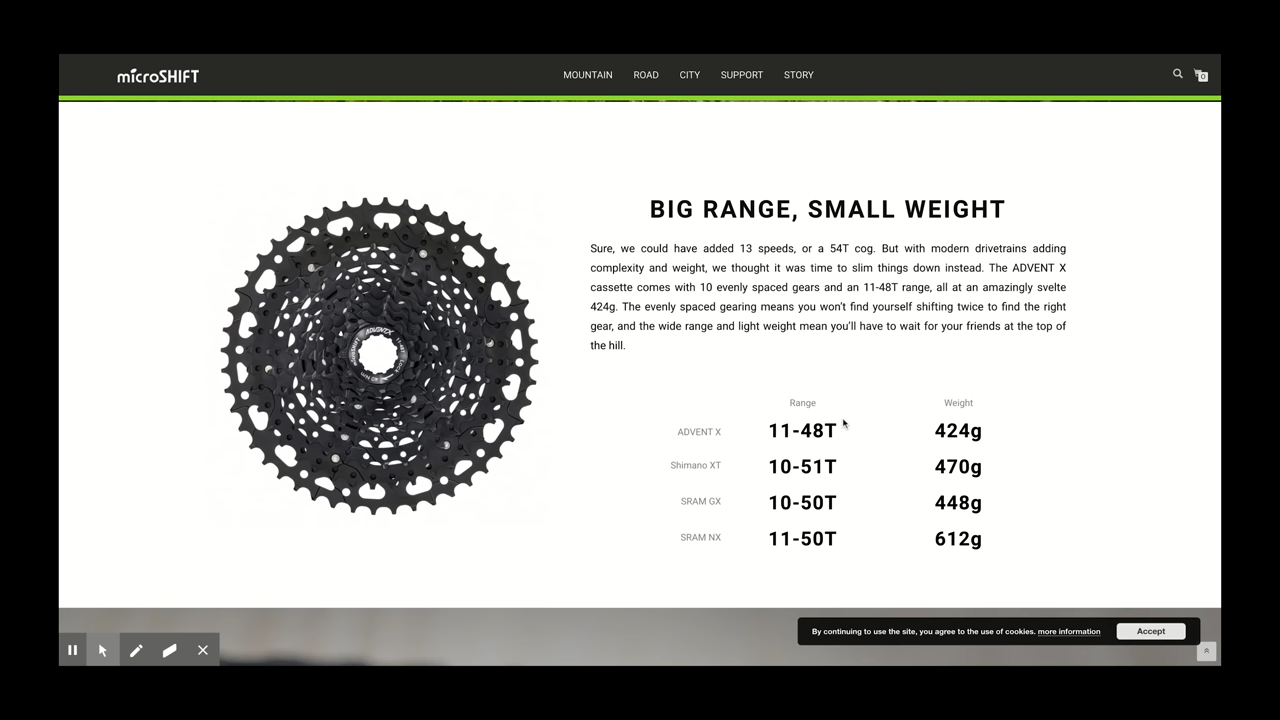 microSHIFT
MOUNTAIN ROAD CITY SUPPORT STORY
0
BIG RANGE, SMALL WEIGHT
Sure, we could have added 13 speeds, or a 54T cog. But with modern drivetrains adding
complexity and weight, we thought it was time to slim things down instead. The ADVENT X
cassette comes with 10 evenly spaced gears and an 11-48T range, all at an amazingly svelte
424g. The evenly spaced gearing means you won’t find yourself shifting twice to find the right
gear, and the wide range and light weight mean you’ll have to wait for your friends at the top of
the hill.
Range Weight
ADVENT X 11-48T 424g
Shimano XT 10-51T 470g
SRAM GX 10-50T 448g
SRAM NX 11-50T 612g
ADVENT X
By continuing to use the site, you agree to the use of cookies. more information Accept